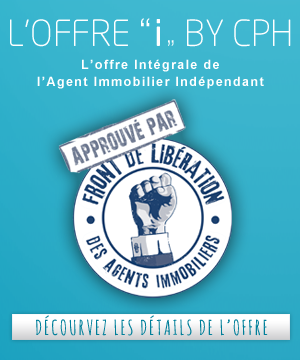 L'OFFRE “i„ BY CPH
L'offre Intégrale de
l'Agent Immobilier Indépendant
APPROUVÉ PAR
FRONT DE LIBÉRATION
DES AGENTS IMMOBILIERS
DÉCOURVEZ LES DÉTAILS DE L'OFFRE